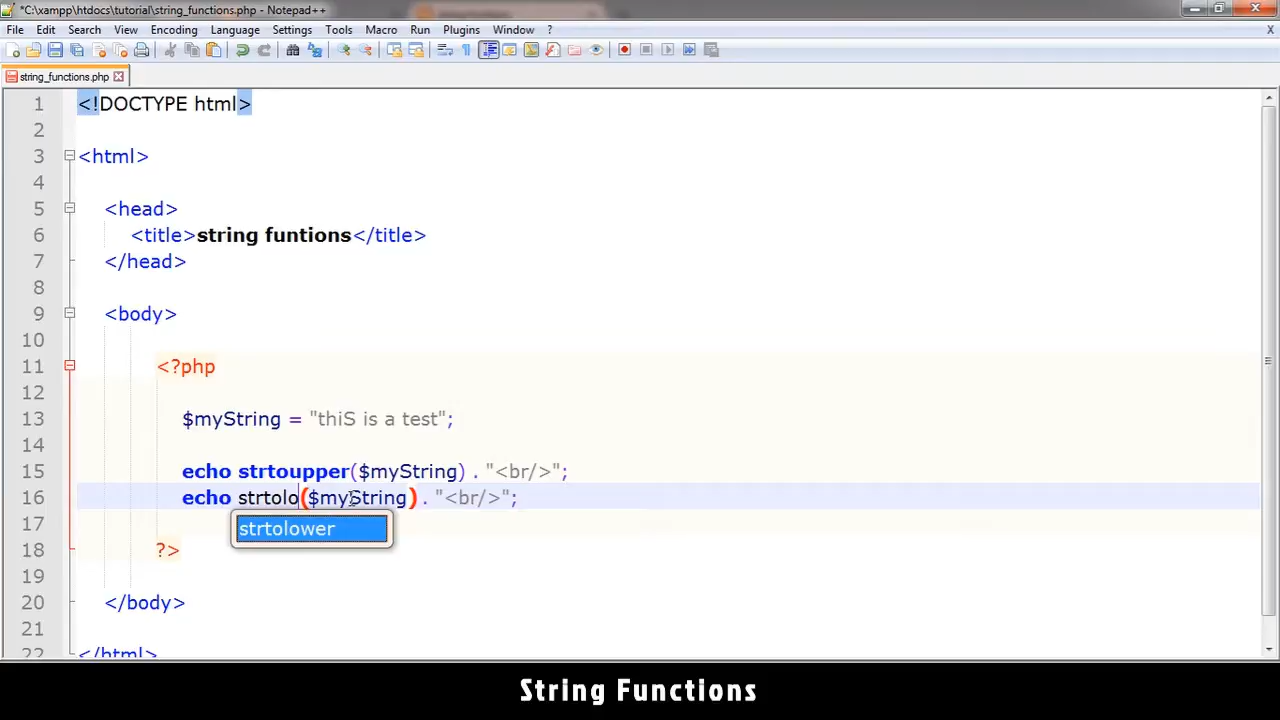 *C:\xampp\htdocs\tutorial\string_functions.php - Notepad++
File Edit Search View Encoding Language Settings Tools Macro Run Plugins Window ? X
string_functions.php
1 <!DOCTYPE html>
2
3 <html>
4
5 <head>
6 <title>string funtions</title>
7 </head>
8
9 <body>
10
11 <?php
12
13 $myString = "thiS is a test";
14
15 echo strtoupper($myString) . "<br/>";
16 echo strtolo($myString) . "<br/>";
strtolower
17
18 ?>
19
20 </body>
21
22 </html>
String Functions